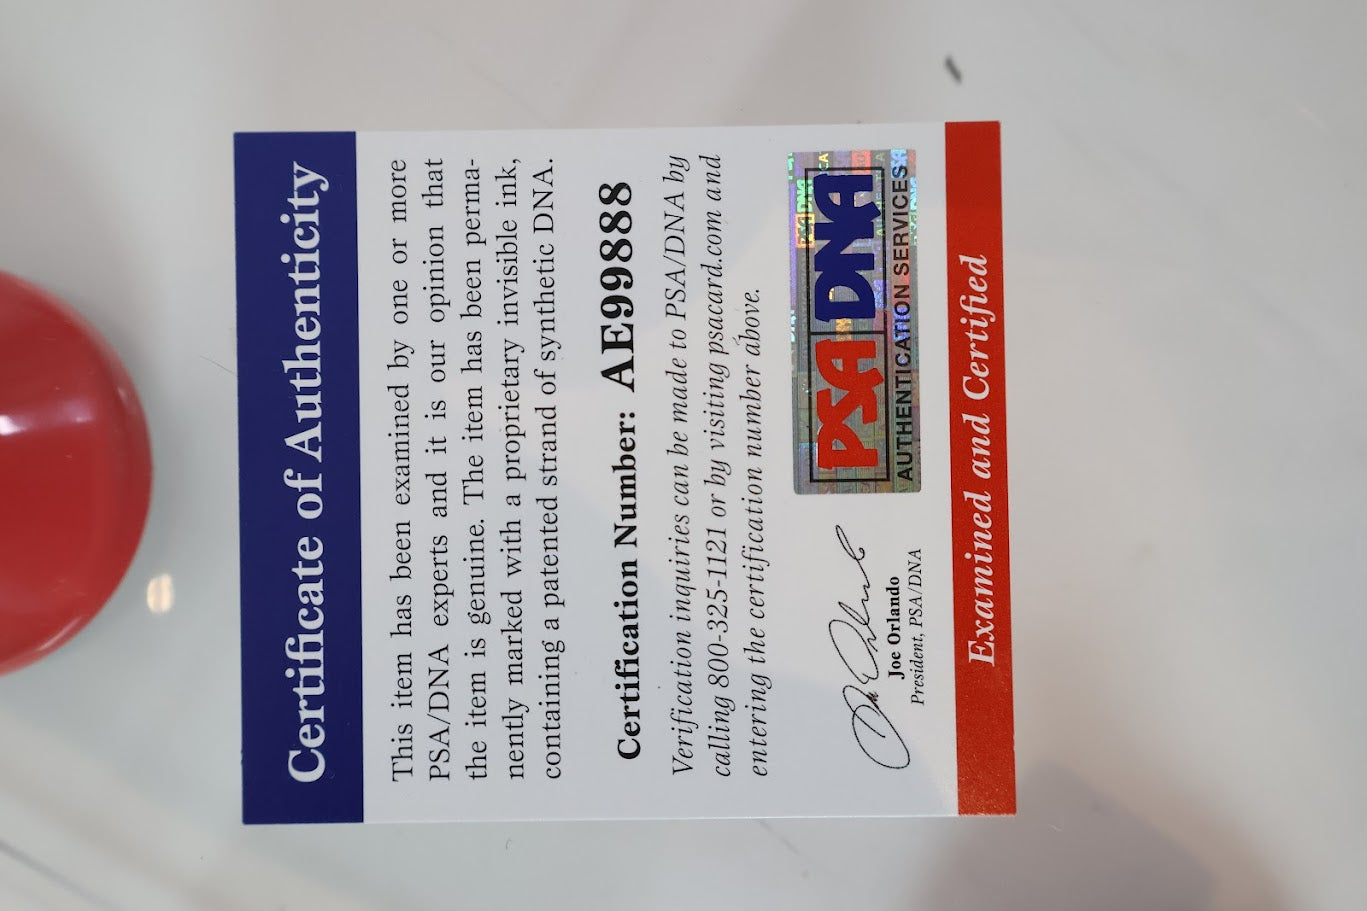 Certificate of Authenticity
This item has been examined by one or more
PSA/DNA experts and it is our opinion that
the item is genuine. The item has been perma-
nently marked with a proprietary invisible ink,
containing a patented strand of synthetic DNA.
Certification Number: AE99888
Verification inquiries can be made to PSA/DNA by
calling 800-325-1121 or by visiting psacard.com and
entering the certification number above.
Joe Orlando
President, PSA/DNA
PSA DNA
AUTHENTICATION SERVICES
Examined and Certified